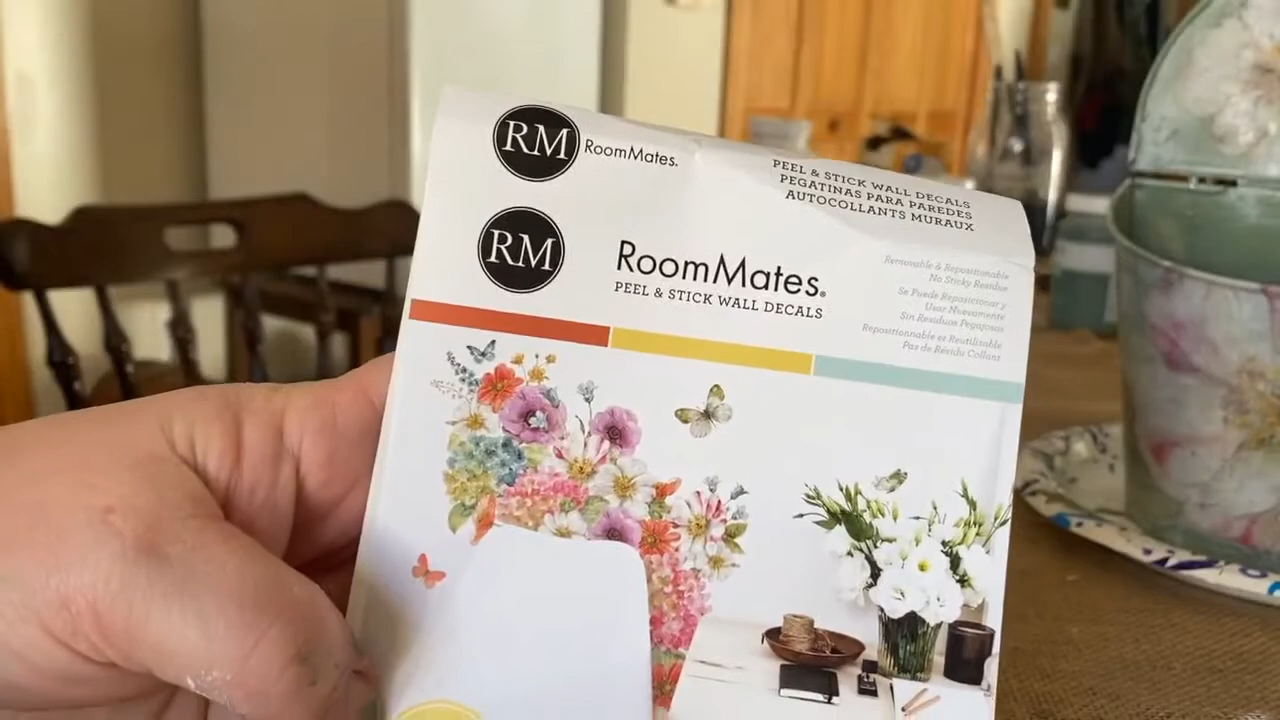 RM RoomMates.
PEEL & STICK WALL DECALS
PEGATINAS PARA PAREDES
AUTOCOLLANTS MURAUX
RM
RoomMates®
PEEL & STICK WALL DECALS
Removable & Repositionable
No Sticky Residue
Se Puede Reposicionar y
Usar Nuevamente
Sin Residuos Pegajosos
Repositionnable et Reutilisable
Pas de Résidu Collant